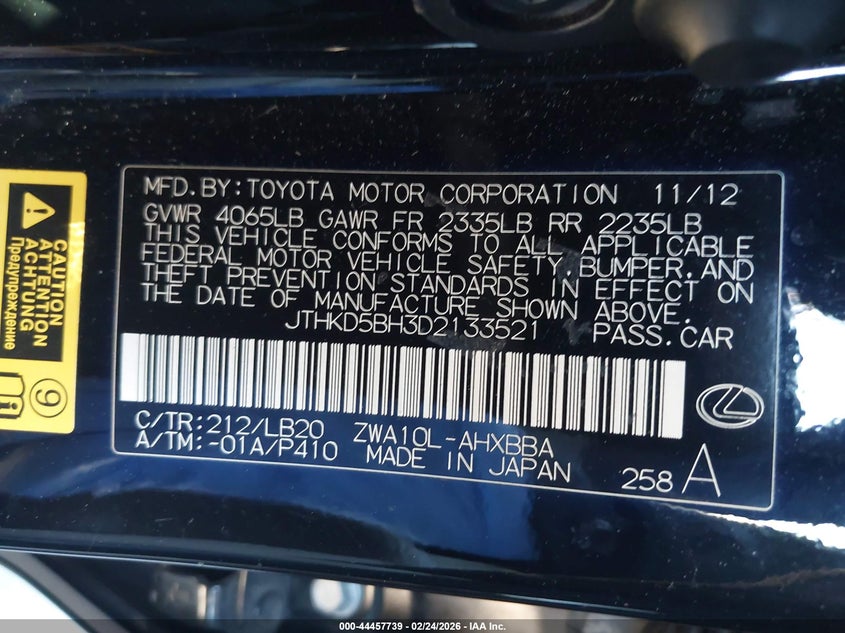 MFD.BY:TOYOTA MOTOR CORPORATION 11/12
GVWR 4065LB GAWR FR 2335LB RR 2235LB
THIS VEHICLE CONFORMS TO ALL APPLICABLE
FEDERAL MOTOR VEHICLE SAFETY,BUMPER,AND
THEFT PREVENTION STANDARDS IN EFFECT ON
THE DATE OF MANUFACTURE SHOWN ABOVE.
JTHKD5BH3D2133521 PASS.CAR
C/TR:212/LB20 ZWA10L-AHXBBA
A/TM:-01A/P410 MADE IN JAPAN
258 A
CAUTION
ATTENTION
ACHTUNG
Предупреждение
9
000-44457739 - 02/24/2026 - IAA Inc.